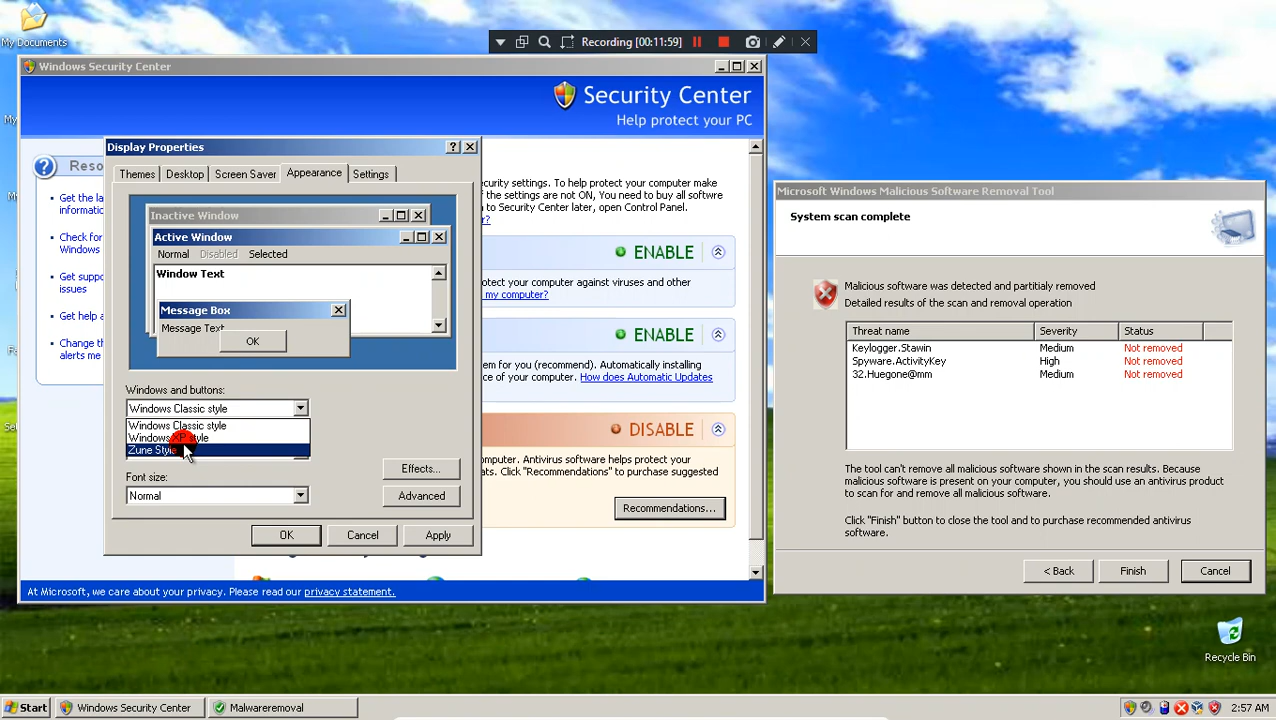 My Documents
Recording [00:11:59]
Windows Security Center
Security Center
Help protect your PC
Reso
Get the la
informatio
Check for
Windows
Get suppo
issues
Get help a
Change th
alerts me
curity settings. To help protect your computer make
f the settings are not ON, You need to buy all softwre
n to Security Center later, open Control Panel.
s?
ENABLE
otect your computer against viruses and other
my computer?
ENABLE
em for you (recommend). Automatically installing
ce of your computer. How does Automatic Updates
DISABLE
Antivirus software helps protect your
ats. Click "Recommendations" to purchase suggested
Recommendations...
At Microsoft, we care about your privacy. Please read our privacy statement.
Display Properties
Themes
Desktop
Screen Saver
Appearance
Settings
Inactive Window
Active Window
Normal
Disabled
Selected
Window Text
Message Box
Message Text
OK
Windows and buttons:
Windows Classic style
Windows Classic style
Windows XP style
Zune Style
Font size:
Normal
Effects...
Advanced
OK
Cancel
Apply
Microsoft Windows Malicious Software Removal Tool
System scan complete
Malicious software was detected and partitialy removed
Detailed results of the scan and removal operation
Threat name Severity Status
Keylogger.Stawin Medium Not removed
Spyware.ActivityKey High Not removed
32.Huegone@mm Medium Not removed
The tool can't remove all malicious software shown in the scan results. Because
malicious software is present on your computer, you should use an antivirus product
to scan for and remove all malicious software.
Click "Finish" button to close the tool and to purchase recommended antivirus
software.
< Back
Finish
Cancel
Recycle Bin
Start
Windows Security Center
Malwareremoval
2:57 AM